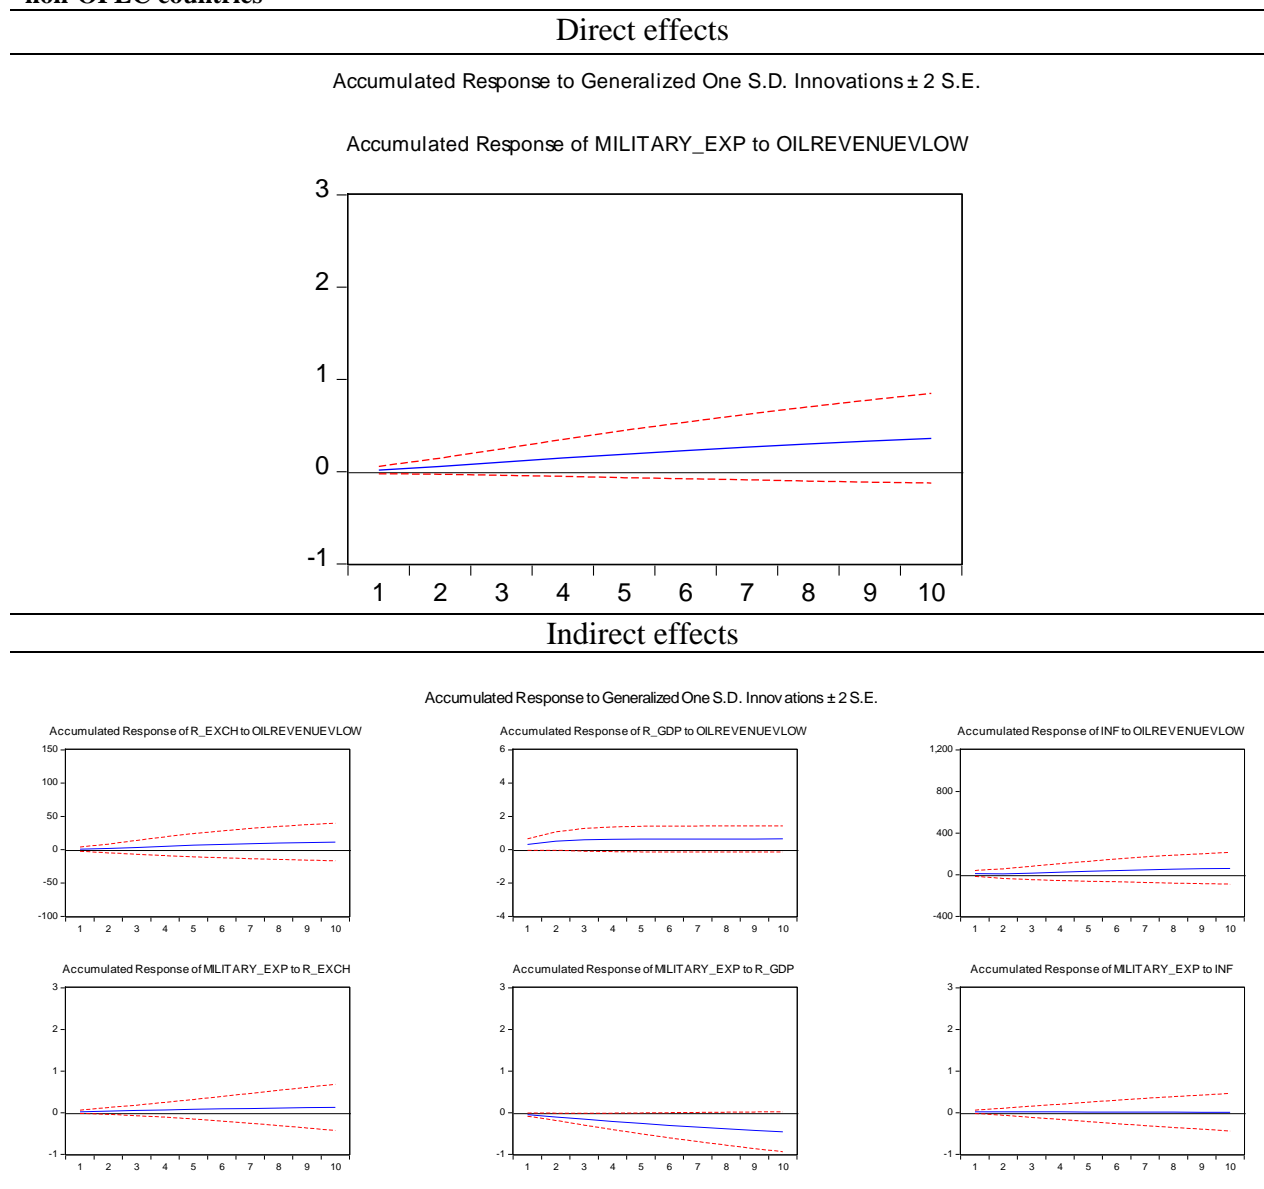 non-OPEC countries
Direct effects
Accumulated Response to Generalized One S.D. Innovations ± 2 S.E.
Accumulated Response of MILITARY_EXP to OILREVENUEVLOW
3
2
1
0
-1
1 2 3 4 5 6 7 8 9 10
Indirect effects
Accumulated Response to Generalized One S.D. Innovations ± 2 S.E.
Accumulated Response of R_EXCH to OILREVENUEVLOW
150
100
50
0
-50
-100
1 2 3 4 5 6 7 8 9 10
Accumulated Response of R_GDP to OILREVENUEVLOW
6
4
2
0
-2
-4
1 2 3 4 5 6 7 8 9 10
Accumulated Response of INF to OILREVENUEVLOW
1,200
800
400
0
-400
1 2 3 4 5 6 7 8 9 10
Accumulated Response of MILITARY_EXP to R_EXCH
3
2
1
0
-1
1 2 3 4 5 6 7 8 9 10
Accumulated Response of MILITARY_EXP to R_GDP
3
2
1
0
-1
1 2 3 4 5 6 7 8 9 10
Accumulated Response of MILITARY_EXP to INF
3
2
1
0
-1
1 2 3 4 5 6 7 8 9 10